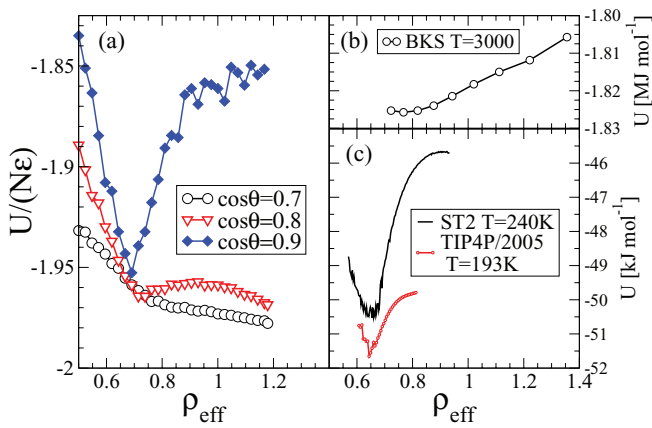 (a)
-1.85
-1.9
-1.95
-2
U/(Nε)
cosθ=0.7
cosθ=0.8
cosθ=0.9
0.6 0.8 1 1.2
ρeff
(b)
BKS T=3000
-1.80
-1.81
-1.82
-1.83
U [MJ mol⁻¹]
(c)
ST2 T=240K
TIP4P/2005
T=193K
-46
-47
-48
-49
-50
-51
-52
U [kJ mol⁻¹]
0.6 0.8 1 1.2 1.4
ρeff